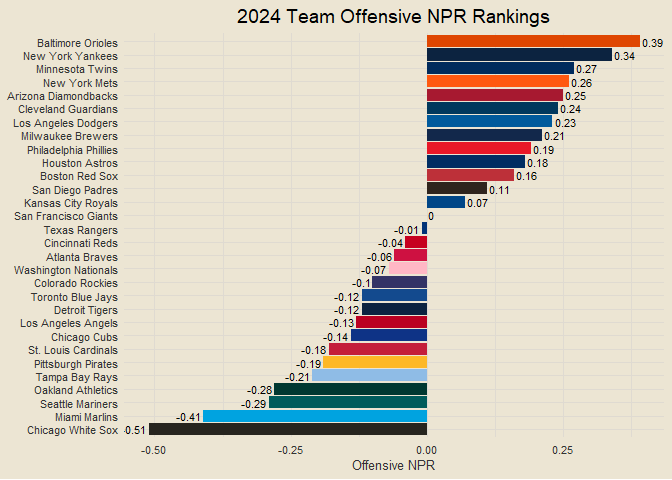 2024 Team Offensive NPR Rankings
Baltimore Orioles 0.39
New York Yankees 0.34
Minnesota Twins 0.27
New York Mets 0.26
Arizona Diamondbacks 0.25
Cleveland Guardians 0.24
Los Angeles Dodgers 0.23
Milwaukee Brewers 0.21
Philadelphia Phillies 0.19
Houston Astros 0.18
Boston Red Sox 0.16
San Diego Padres 0.11
Kansas City Royals 0.07
San Francisco Giants 0
Texas Rangers -0.01
Cincinnati Reds -0.04
Atlanta Braves -0.06
Washington Nationals -0.07
Colorado Rockies -0.1
Toronto Blue Jays -0.12
Detroit Tigers -0.12
Los Angeles Angels -0.13
Chicago Cubs -0.14
St. Louis Cardinals -0.18
Pittsburgh Pirates -0.19
Tampa Bay Rays -0.21
Oakland Athletics -0.28
Seattle Mariners -0.29
Miami Marlins -0.41
Chicago White Sox -0.51
-0.50 -0.25 0.00 0.25
Offensive NPR